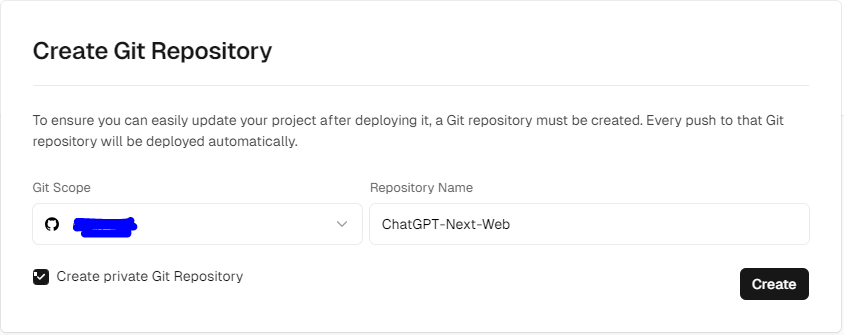 Create Git Repository
To ensure you can easily update your project after deploying it, a Git repository must be created. Every push to that Git
repository will be deployed automatically.
Git Scope
Repository Name
ChatGPT-Next-Web
Create private Git Repository
Create